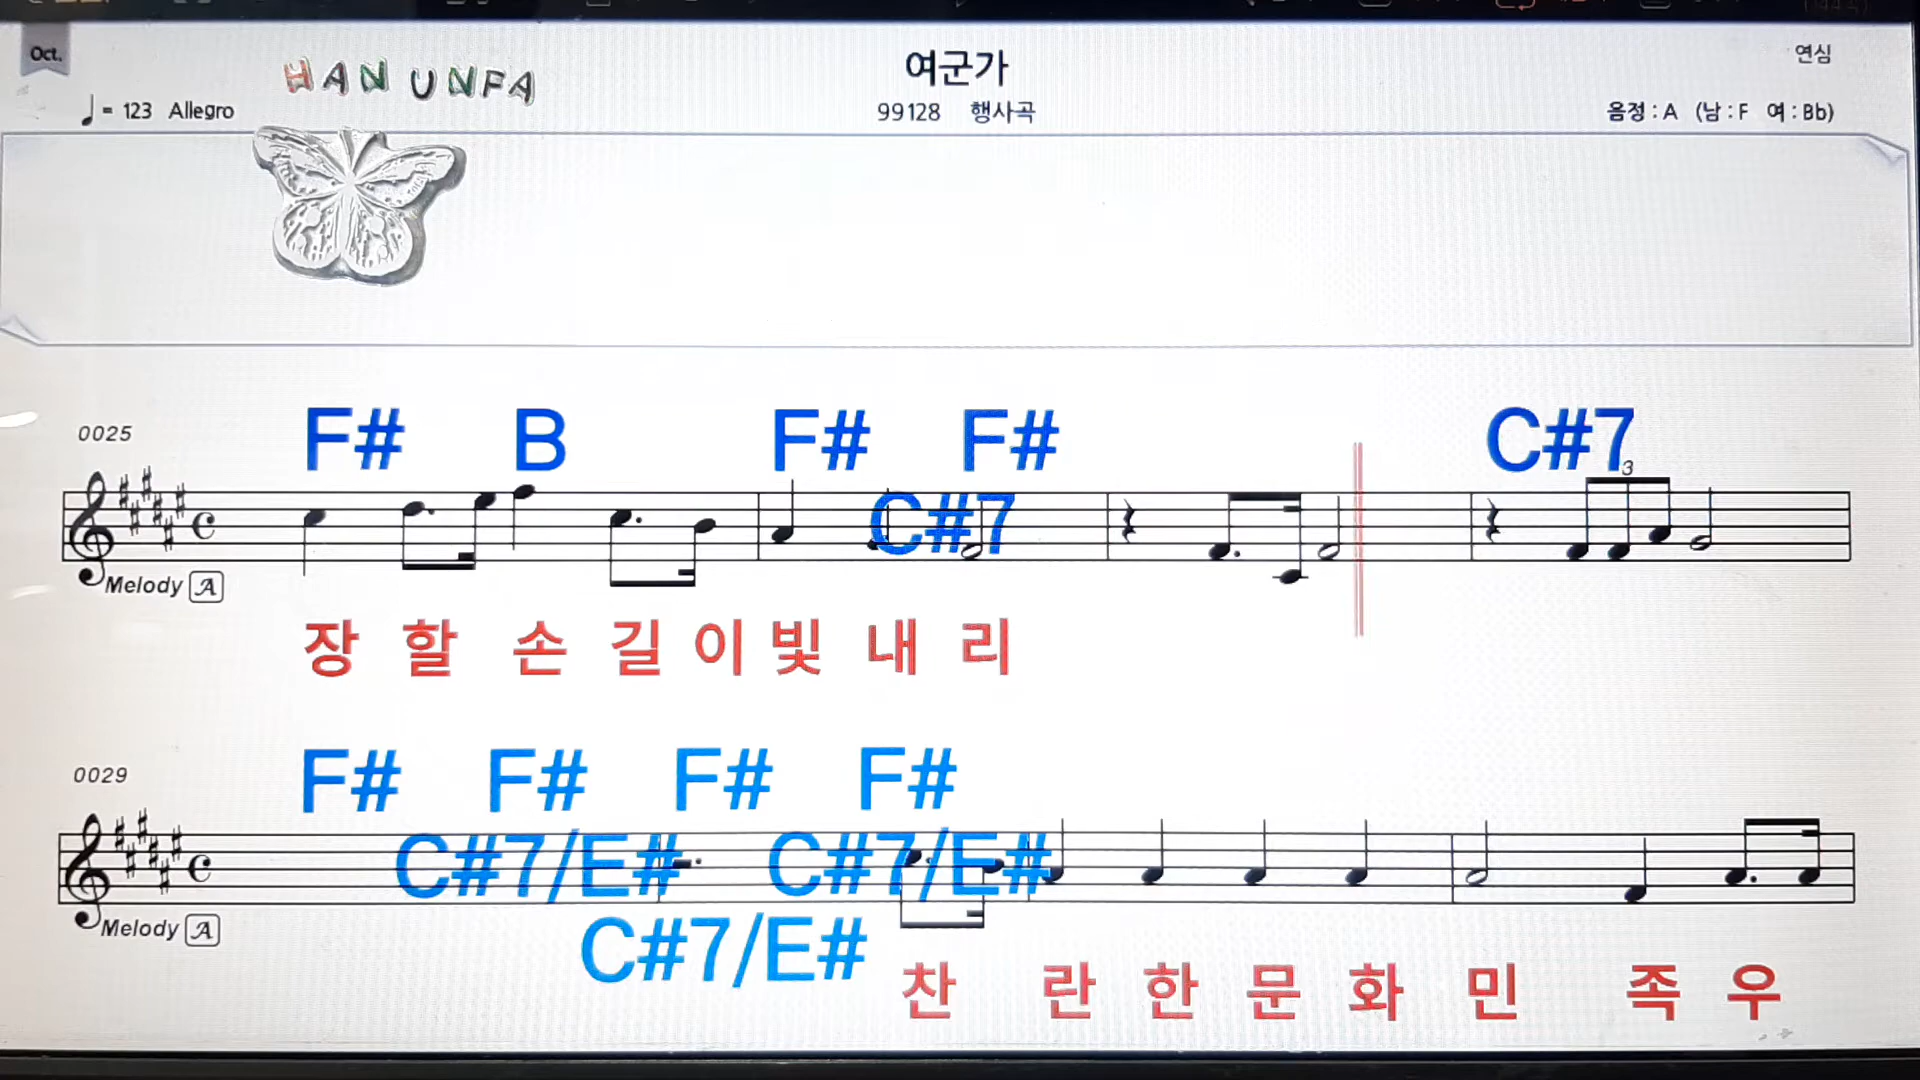 Oct.
HAN UNFA
여군가
연심
♩= 123 Allegro
99128 행사곡
음정 : A (남 : F 여 : Bb)
0025
F# B F# F# C#7
C#7
3
Melody A
장 할 손 길 이 빛 내 리
0029
F# F# F# F#
C#7/E# C#7/E#
Melody A
C#7/E#
찬 란 한 문 화 민 족 우